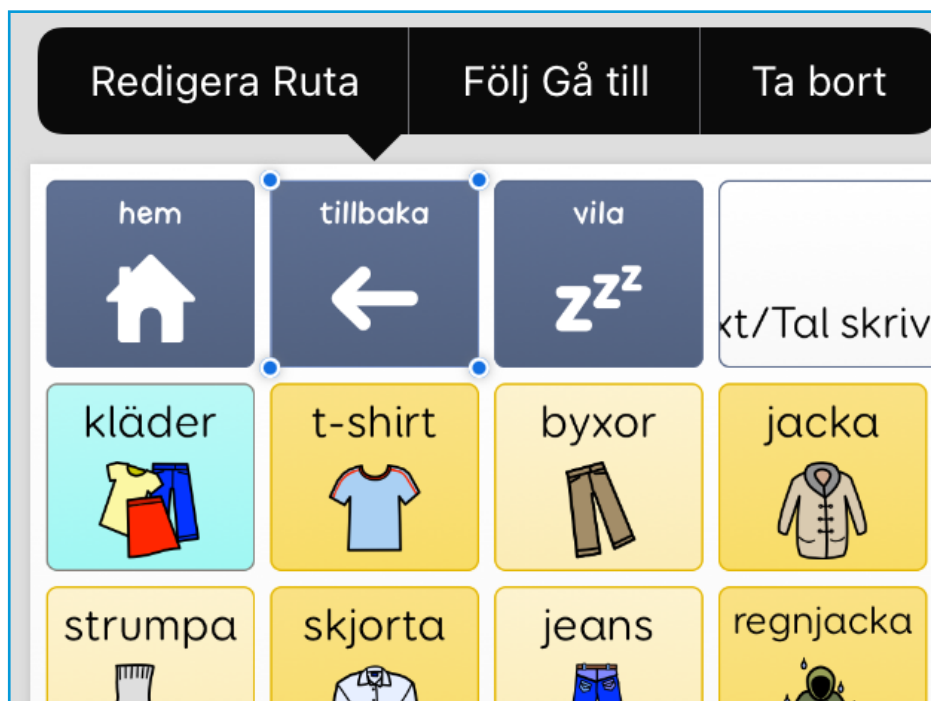 Redigera Ruta
Följ Gå till
Ta bort
hem
tillbaka
vila
zzz
xt/Tal skriv
kläder
t-shirt
byxor
jacka
strumpa
skjorta
jeans
regnjacka